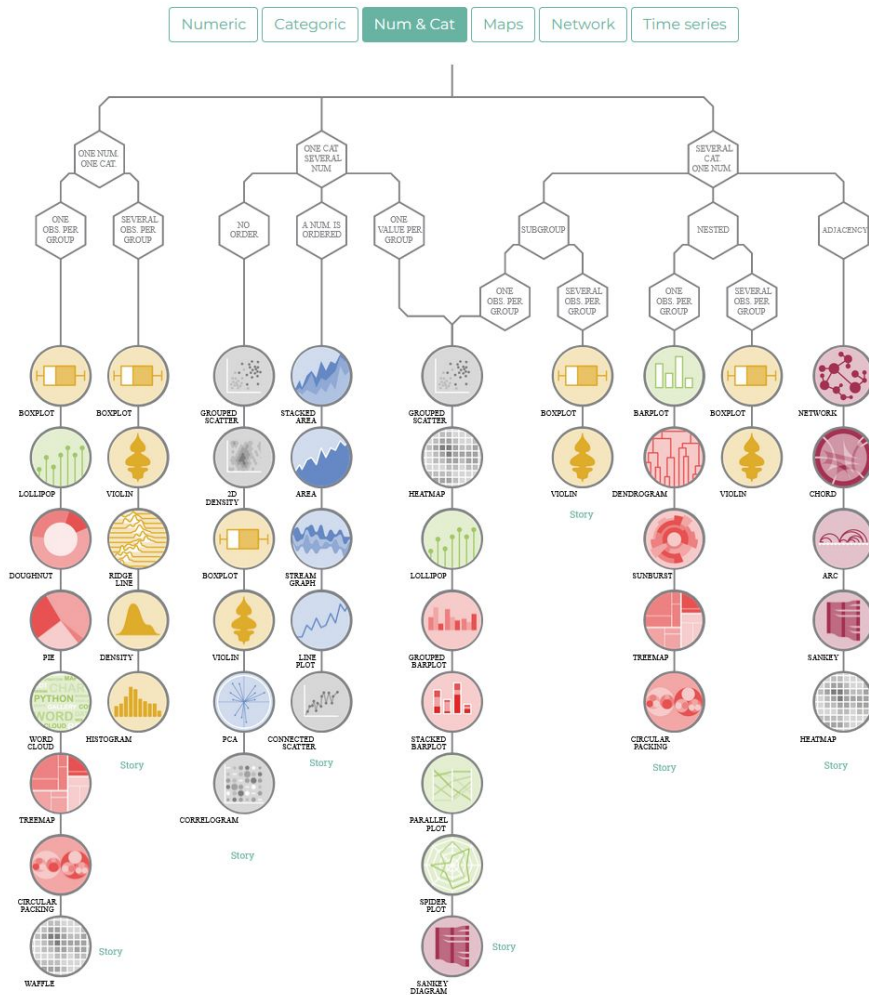 Numeric
Categoric
Num & Cat
Maps
Network
Time series
ONE NUM.
ONE CAT.
ONE CAT
SEVERAL
NUM
SEVERAL
CAT.
ONE NUM.
ONE
OBS. PER
GROUP
SEVERAL
OBS. PER
GROUP
NO
ORDER
A NUM. IS
ORDERED
ONE
VALUE PER
GROUP
SUBGROUP
NESTED
ADJACENCY
ONE
OBS. PER
GROUP
SEVERAL
OBS. PER
GROUP
ONE
OBS. PER
GROUP
SEVERAL
OBS. PER
GROUP
BOXPLOT
LOLLIPOP
DOUGHNUT
PIE
PYTHON
WORD
CLOUD
WORD
CLOUD
TREEMAP
CIRCULAR
PACKING
WAFFLE
Story
BOXPLOT
VIOLIN
RIDGE
LINE
DENSITY
HISTOGRAM
Story
GROUPED
SCATTER
2D
DENSITY
BOXPLOT
VIOLIN
PCA
CORRELOGRAM
Story
STACKED
AREA
AREA
STREAM
GRAPH
LINE
PLOT
CONNECTED
SCATTER
Story
GROUPED
SCATTER
HEATMAP
LOLLIPOP
GROUPED
BARPLOT
STACKED
BARPLOT
PARALLEL
PLOT
SPIDER
PLOT
SANKEY
DIAGRAM
Story
BOXPLOT
VIOLIN
Story
BARPLOT
DENDROGRAM
SUNBURST
TREEMAP
CIRCULAR
PACKING
Story
BOXPLOT
VIOLIN
NETWORK
CHORD
ARC
SANKEY
HEATMAP
Story